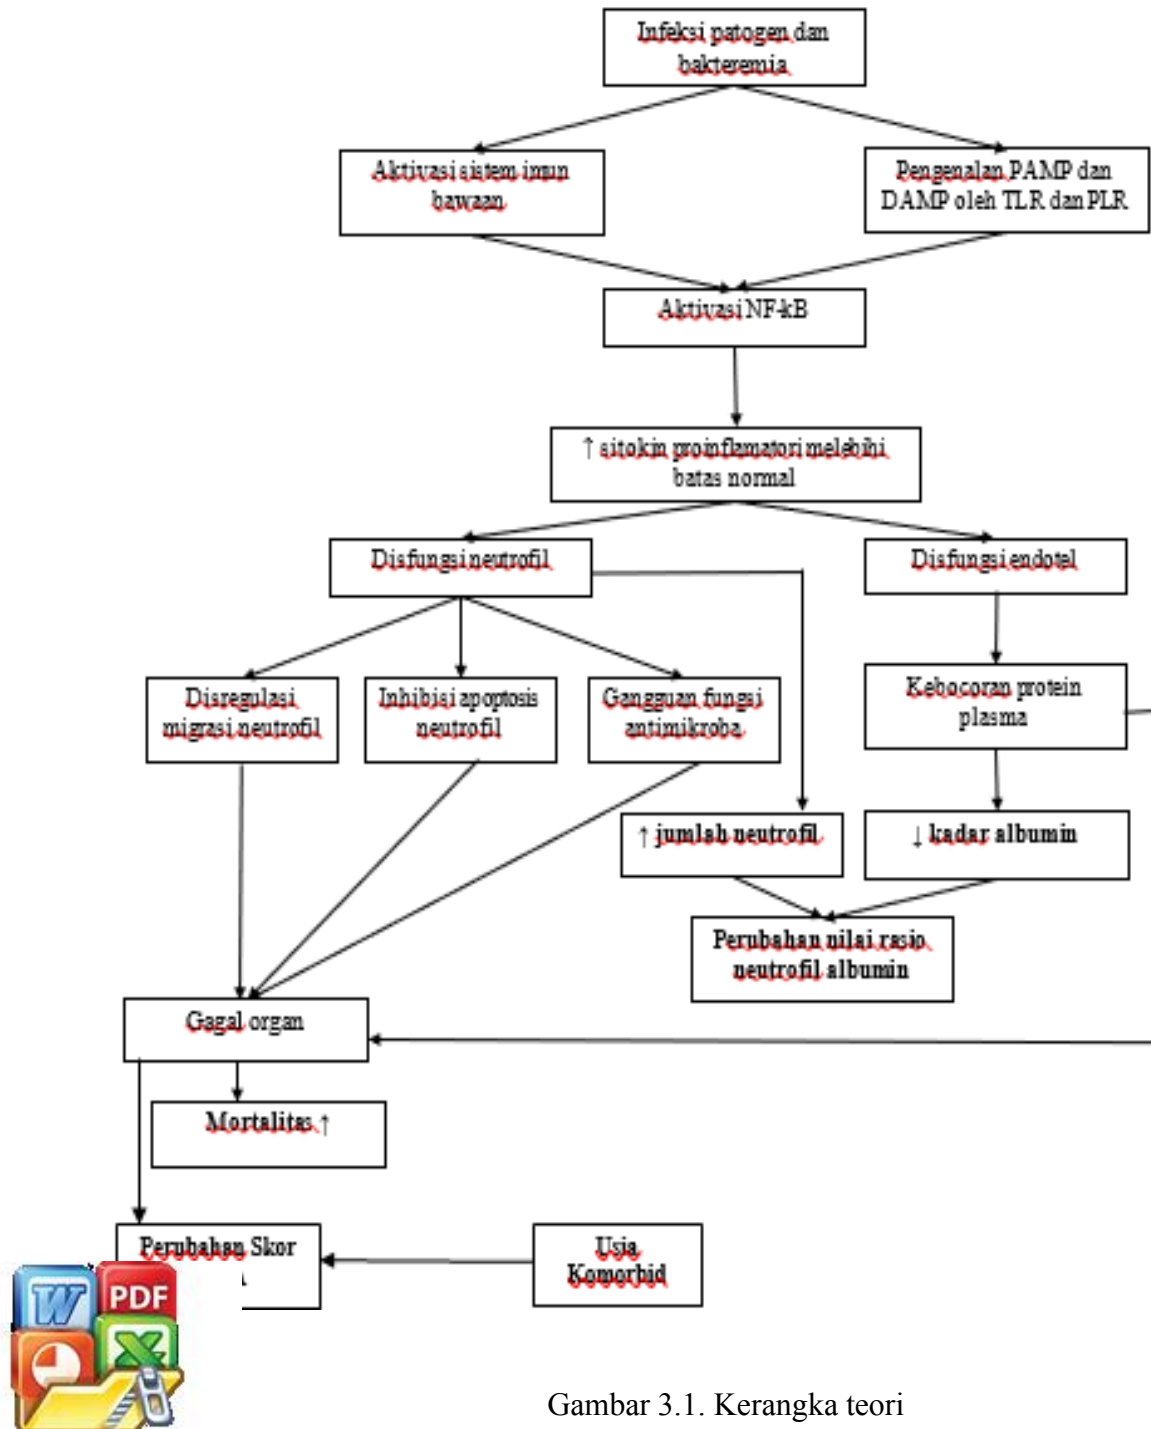 Infeksi patogen dan
bakteremia
Aktivasi sistem imun
bawaan
Pengenalan PAMP dan
DAMP oleh TLR dan PLR
Aktivasi NF-kB
↑ sitokin proinflamatori melebihi
batas normal
Disfungsi neutrofil
Disfungsi endotel
Disregulasi
migrasi neutrofil
Inhibisi apoptosis
neutrofil
Gangguan fungsi
antimikroba
Kebocoran protein
plasma
↑ jumlah neutrofil
↓ kadar albumin
Perubahan nilai rasio
neutrofil albumin
Gagal organ
Mortalitas ↑
Perubahan Skor
Usia
Komorbid
W
PDF
X
Gambar 3.1. Kerangka teori